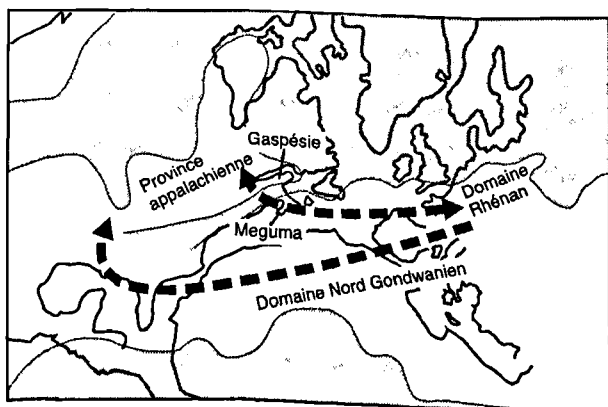 Gaspésie
Province
appalachienne
Meguma
Domaine
Rhénan
Domaine Nord Gondwanien